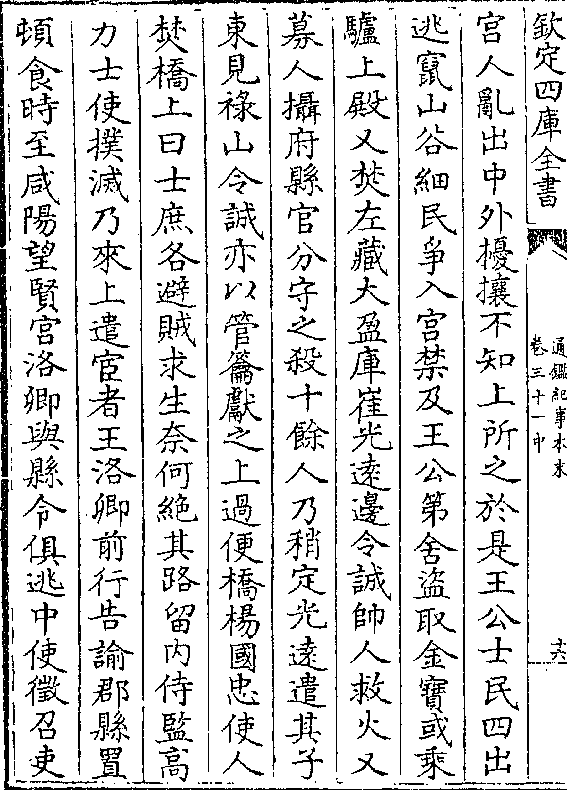 欽定四庫全書
通鑑紀事本末
卷三十一中
六
宮人亂出中外擾攘不知上所之於是王公士民四出
逃竄山谷細民爭入宮禁及王公第舍盜取金寶或乘
驢上殿又焚左藏大盈庫崔光逺邊令誠帥人救火又
募人攝府縣官分守之殺十餘人乃稍定光逺遣其子
東見祿山令誠亦以管籥獻之上過便橋楊國忠使人
焚橋上曰士庶各避賊求生奈何絶其路留内侍監高
力士使撲滅乃來上遣宦者王洛卿前行告諭郡縣置
頓食時至咸陽望賢宮洛卿與縣令俱逃中使徵召吏